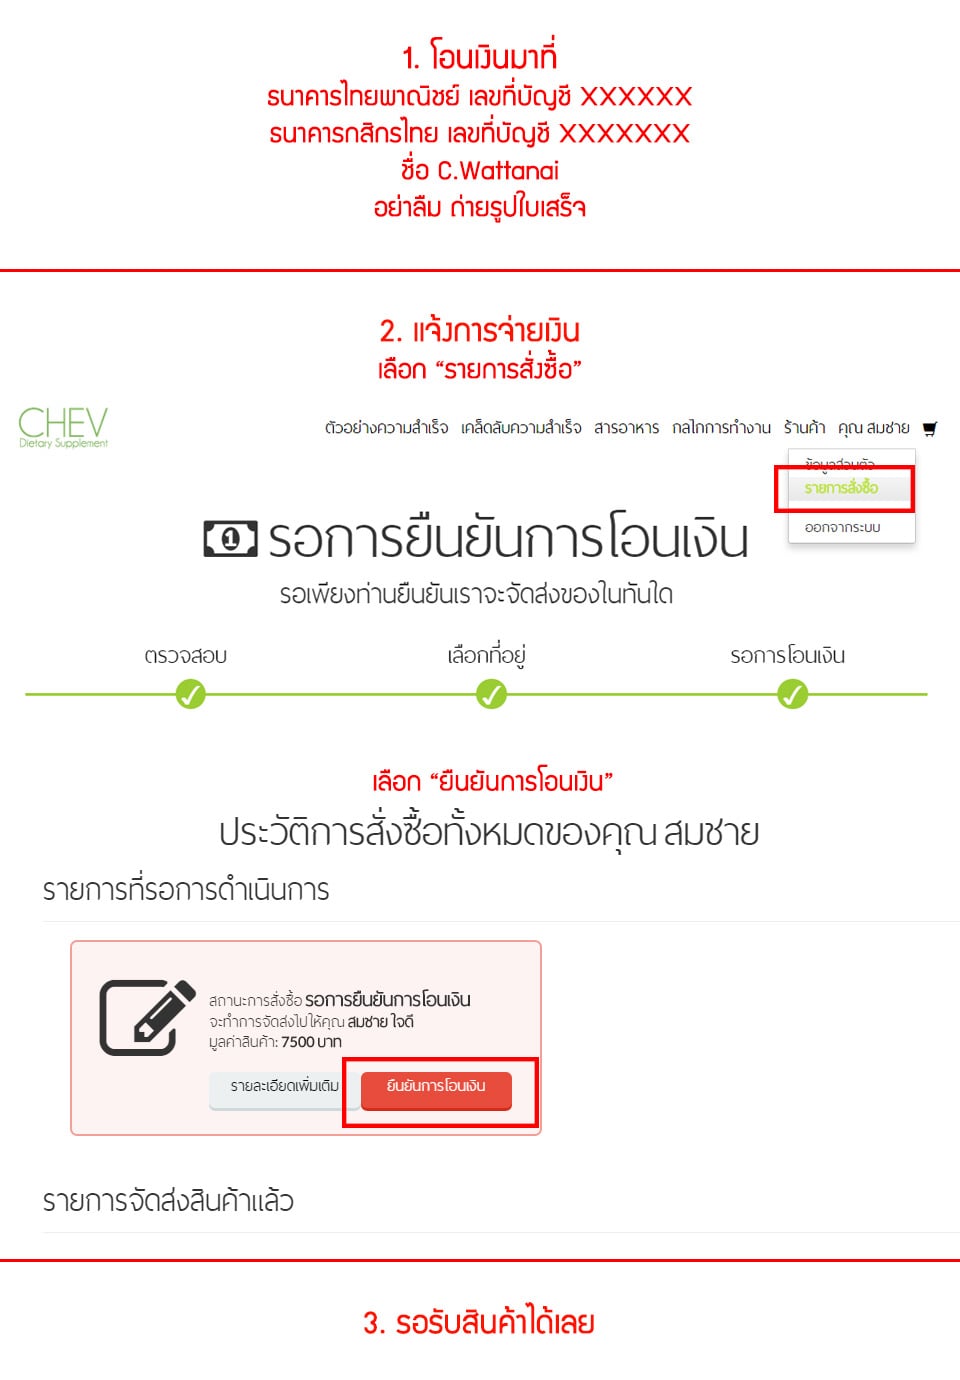 1. โอนเงินมาที่
ธนาคารไทยพาณิชย์ เลขที่บัญชี XXXXXX
ธนาคารกสิกรไทย เลขที่บัญชี XXXXXXX
ชื่อ C.Wattanai
อย่าลืม ถ่ายรูปใบเสร็จ
2. แจ้งการจ่ายเงิน
เลือก “รายการสั่งซื้อ”
CHEV
Dietary Supplement
ตัวอย่างความสำเร็จ เคล็ดลับความสำเร็จ สารอาหาร กลไกการทำงาน ร้านค้า คุณ สมชาย
ข้อมูลส่วนตัว
รายการสั่งซื้อ
ออกจากระบบ
1 รอการยืนยันการโอนเงิน
รอเพียงท่านยืนยันเราจะจัดส่งของในทันใด
ตรวจสอบ เลือกที่อยู่ รอการโอนเงิน
เลือก “ยืนยันการโอนเงิน”
ประวัติการสั่งซื้อทั้งหมดของคุณ สมชาย
รายการที่รอการดำเนินการ
สถานะการสั่งซื้อ รอการยืนยันการโอนเงิน
จะทำการจัดส่งไปให้คุณ สมชาย ใจดี
มูลค่าสินค้า: 7500 บาท
รายละเอียดเพิ่มเติม ยืนยันการโอนเงิน
รายการจัดส่งสินค้าแล้ว
3. รอรับสินค้าได้เลย